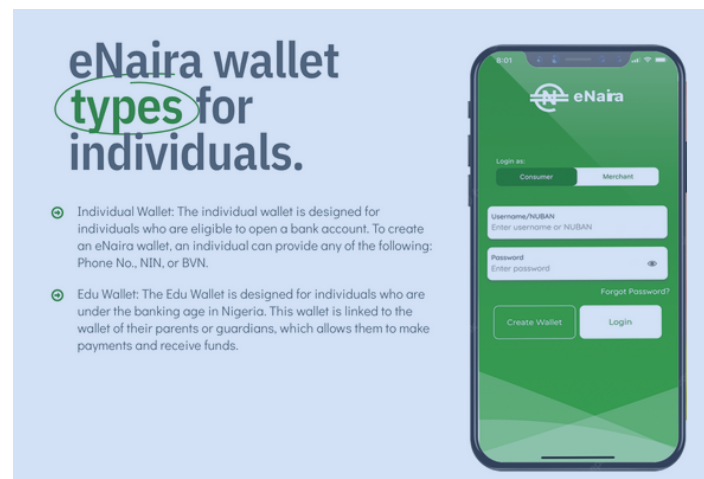 eNaira wallet
types for
individuals.
Individual Wallet: The individual wallet is designed for
individuals who are eligible to open a bank account. To create
an eNaira wallet, an individual can provide any of the following:
Phone No., NIN, or BVN.
Edu Wallet: The Edu Wallet is designed for individuals who are
under the banking age in Nigeria. This wallet is linked to the
wallet of their parents or guardians, which allows them to make
payments and receive funds.
8:01
eNaira
Login as:
Consumer Merchant
Username/NUBAN
Enter username or NUBAN
Password
Enter password
Forgot Password?
Create Wallet Login